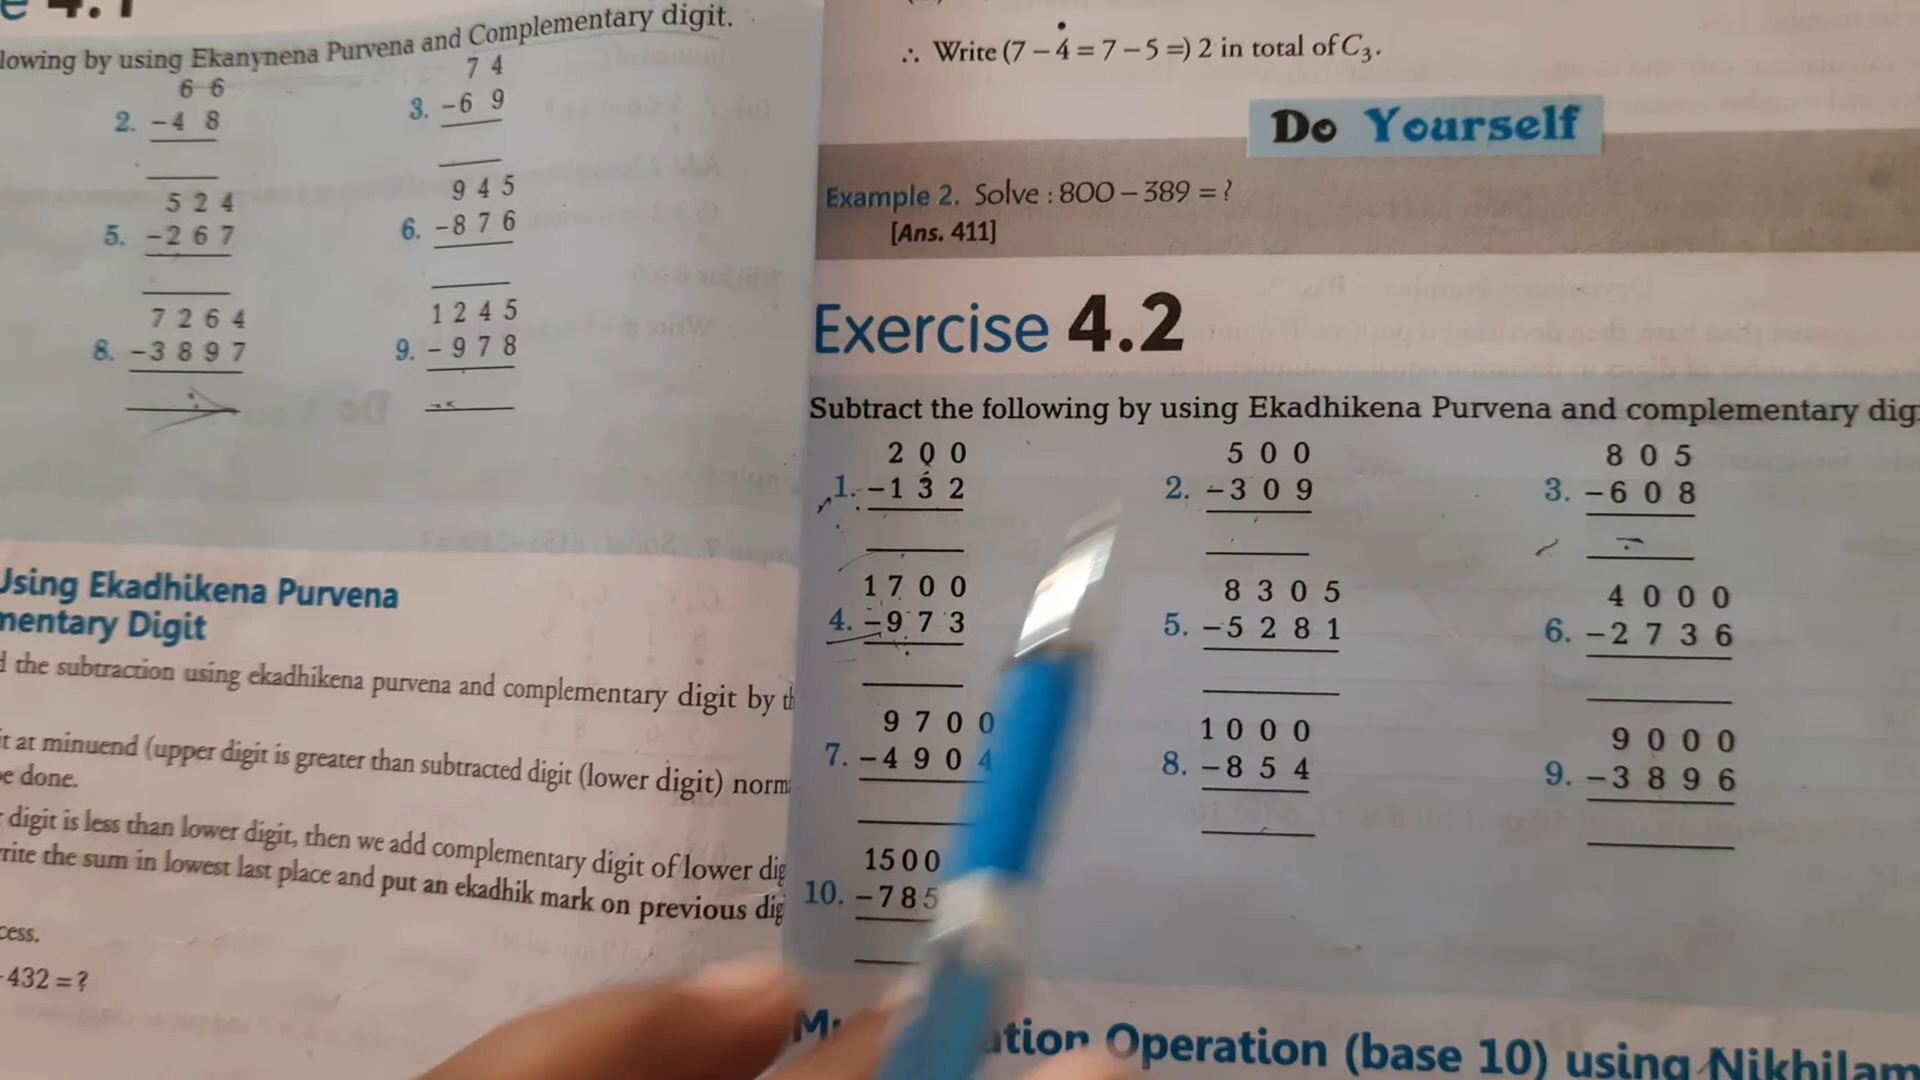 4.1
lowing by using Ekanynena Purvena and Complementary digit.
6 6
2. −4 8
7 4
3. −6 9
5 2 4
5. −2 6 7
9 4 5
6. −8 7 6
7 2 6 4
8. −3 8 9 7
1 2 4 5
9. − 9 7 8
Using Ekadhikena Purvena
mentary Digit
d the subtraction using ekadhikena purvena and complementary digit by th
it at minuend (upper digit is greater than subtracted digit (lower digit) norma
e done.
digit is less than lower digit, then we add complementary digit of lower dig
rite the sum in lowest last place and put an ekadhik mark on previous dig
cess.
-432 = ?
∴ Write (7 − 4̇ = 7 − 5 =) 2 in total of C₃.
Do Yourself
Example 2. Solve : 800 – 389 = ?
[Ans. 411]
Exercise 4.2
Subtract the following by using Ekadhikena Purvena and complementary dig
2 0 0
1. −1 3 2
5 0 0
2. −3 0 9
8 0 5
3. −6 0 8
1 7 0 0
4. −9 7 3
8 3 0 5
5. −5 2 8 1
4 0 0 0
6. −2 7 3 6
9 7 0 0
7. −4 9 0 4
1 0 0 0
8. −8 5 4
9 0 0 0
9. −3 8 9 6
1500
10. −785
ation Operation (base 10) using Nikhilam